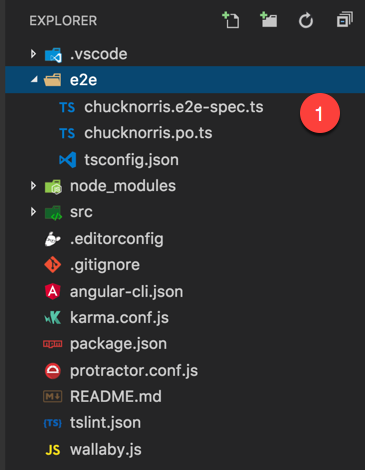 EXPLORER
.vscode
e2e
TS chucknorris.e2e-spec.ts
1
TS chucknorris.po.ts
tsconfig.json
node_modules
src
.editorconfig
.gitignore
angular-cli.json
karma.conf.js
package.json
protractor.conf.js
README.md
TS tslint.json
JS wallaby.js